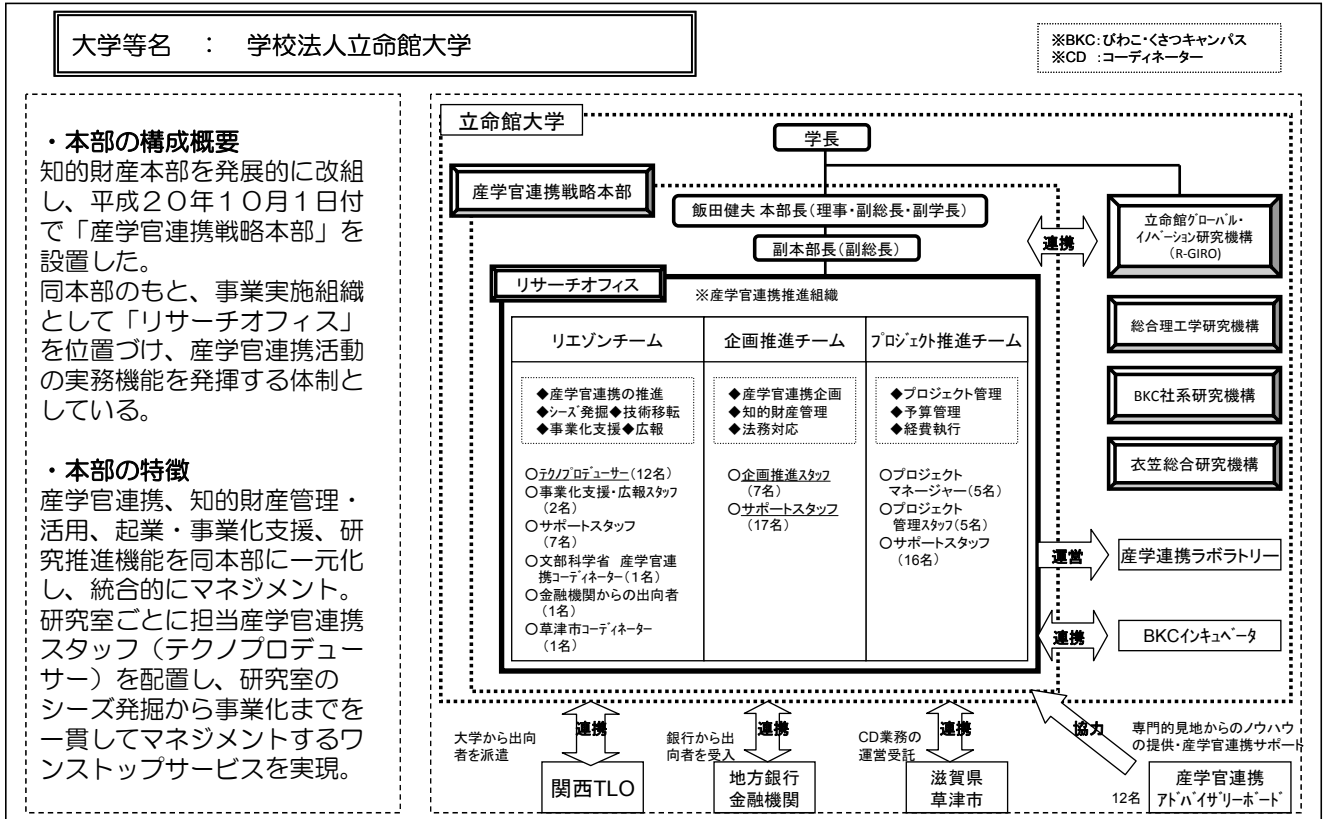 大学等名　：　学校法人立命館大学
※BKC:びわこ・くさつキャンパス
※CD　:コーディネーター
・本部の構成概要
知的財産本部を発展的に改組
し、平成２０年１０月１日付
で「産学官連携戦略本部」を
設置した。
同本部のもと、事業実施組織
として「リサーチオフィス」
を位置づけ、産学官連携活動
の実務機能を発揮する体制と
している。
・本部の特徴
産学官連携、知的財産管理・
活用、起業・事業化支援、研
究推進機能を同本部に一元化
し、統合的にマネジメント。
研究室ごとに担当産学官連携
スタッフ（テクノプロデュー
サー）を配置し、研究室の
シーズ発掘から事業化までを
一貫してマネジメントするワ
ンストップサービスを実現。
立命館大学
学長
産学官連携戦略本部
飯田健夫 本部長（理事・副総長・副学長）
副本部長（副総長）
連携
立命館ｸﾞﾛｰﾊﾞﾙ・
ｲﾉﾍﾞｰｼｮﾝ研究機構
（R-GIRO）
総合理工学研究機構
BKC社系研究機構
衣笠総合研究機構
リサーチオフィス
※産学官連携推進組織
リエゾンチーム
◆産学官連携の推進
◆ｼｰｽﾞ発掘◆技術移転
◆事業化支援◆広報
○ﾃｸﾉﾌﾟﾛﾃﾞｭｰｻｰ（12名）
○事業化支援・広報ｽﾀｯﾌ
（2名）
○サポートスタッフ
（7名）
○文部科学省　産学官連
携ｺｰﾃﾞｨﾈｰﾀｰ（1名）
○金融機関からの出向者
（1名）
○草津市ｺｰﾃﾞｨﾈｰﾀｰ
（1名）
企画推進チーム
◆産学官連携企画
◆知的財産管理
◆法務対応
○企画推進ｽﾀｯﾌ
（7名）
○サポートスタッフ
（17名）
ﾌﾟﾛｼﾞｪｸﾄ推進チーム
◆プロジェクト管理
◆予算管理
◆経費執行
○プロジェクト
マネージャー（5名）
○プロジェクト
管理スタッフ（5名）
○サポートスタッフ
（16名）
運営
産学連携ラボラトリー
連携
BKCｲﾝｷｭﾍﾞｰﾀ
大学から出向
者を派遣
連携
関西TLO
銀行から出
向者を受入
連携
地方銀行
金融機関
CD業務の
運営受託
連携
滋賀県
草津市
協力
専門的見地からのノウハウ
の提供・産学官連携サポート
12名
産学官連携
ｱﾄﾞﾊﾞｲｻﾞﾘｰﾎﾞｰﾄﾞ